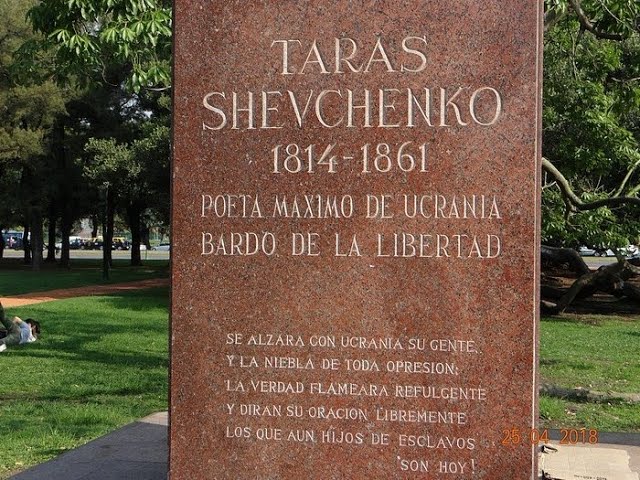 TARAS
SHEVCHENKO
1814-1861
POETA MAXIMO DE UCRANIA
BARDO DE LA LIBERTAD
SE ALZARA CON UCRANIA SU GENTE..
Y LA NIEBLA DE TODA OPRESION;
LA VERDAD FLAMEARA REFULGENTE
Y DIRAN SU ORACION LIBREMENTE
LOS QUE AUN HIJOS DE ESCLAVOS ..
SON HOY!
25 04 2018